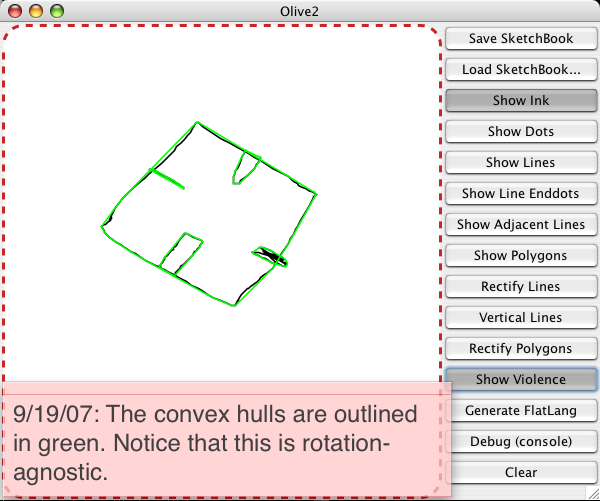 Olive2
Save SketchBook
Load SketchBook...
Show Ink
Show Dots
Show Lines
Show Line Enddots
Show Adjacent Lines
Show Polygons
Rectify Lines
Vertical Lines
Rectify Polygons
Show Violence
Generate FlatLang
Debug (console)
Clear
9/19/07: The convex hulls are outlined
in green. Notice that this is rotation-
agnostic.